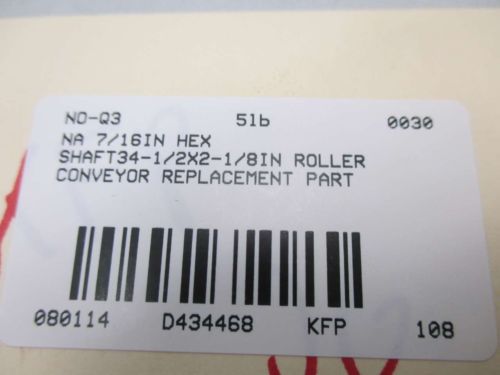 NO-Q3 5lb 0030
NA 7/16IN HEX
SHAFT34-1/2X2-1/8IN ROLLER
CONVEYOR REPLACEMENT PART
080114 D434468 KFP 108